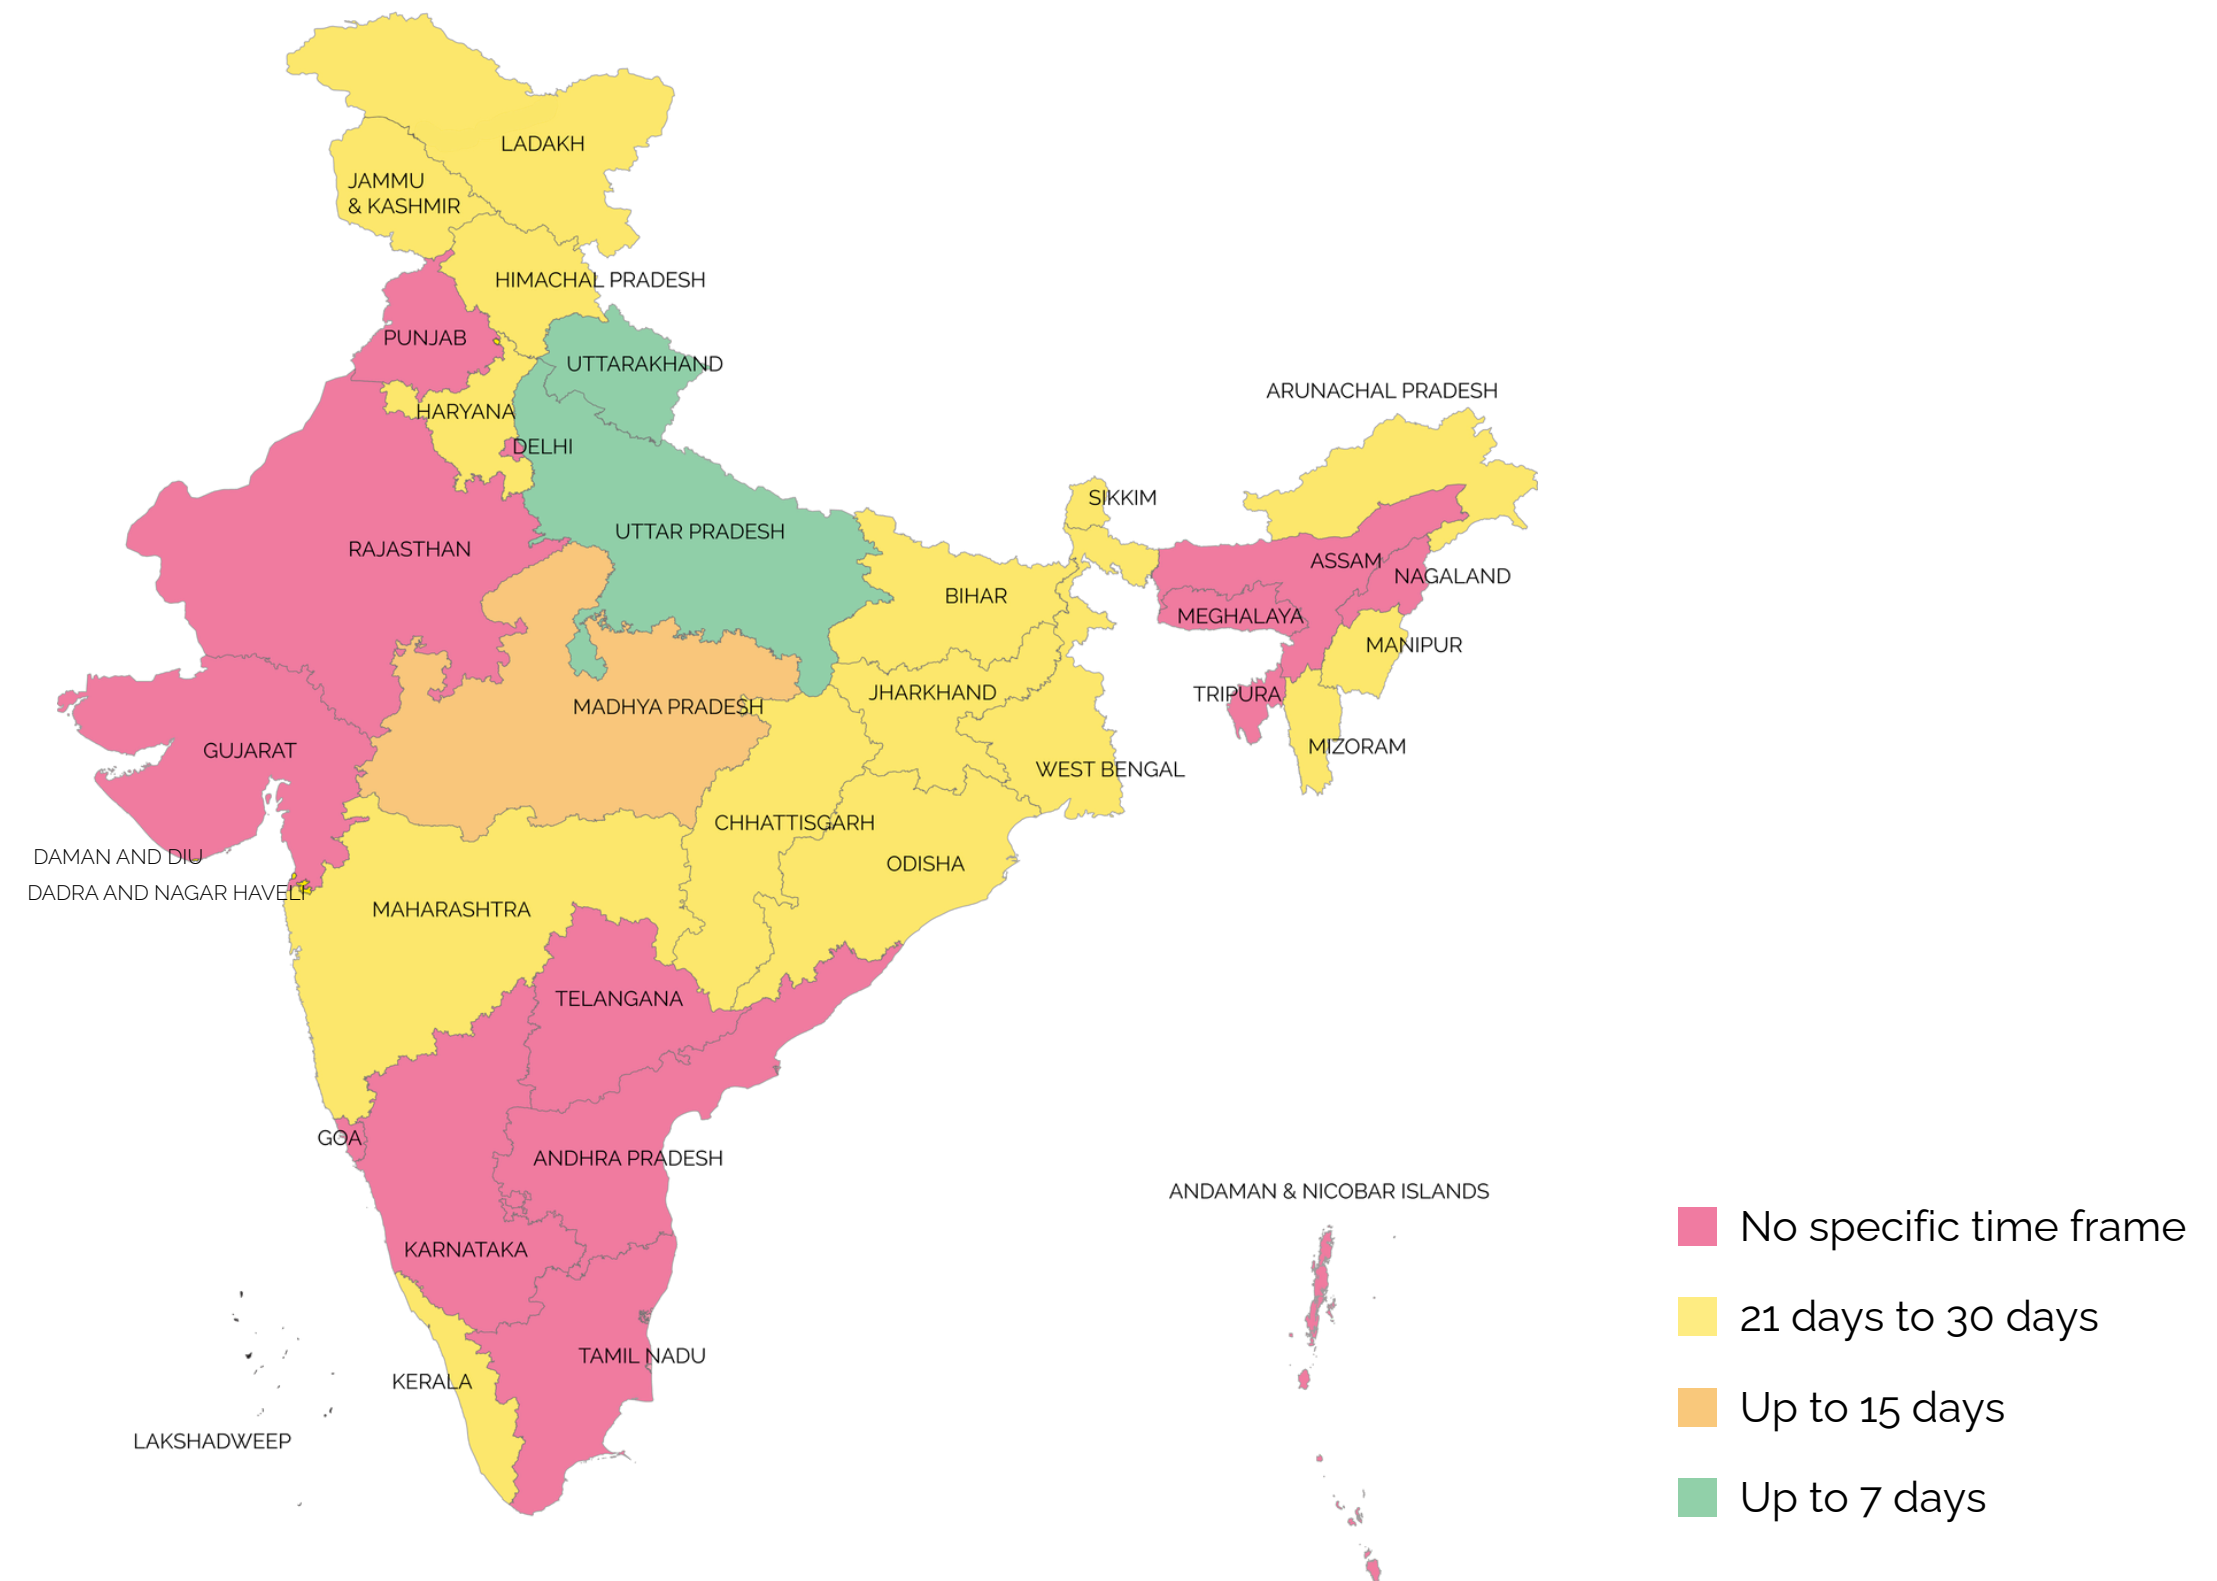 LADAKH
JAMMU
& KASHMIR
HIMACHAL PRADESH
PUNJAB
UTTARAKHAND
ARUNACHAL PRADESH
HARYANA
DELHI
SIKKIM
UTTAR PRADESH
RAJASTHAN
ASSAM
NAGALAND
BIHAR
MEGHALAYA
MANIPUR
JHARKHAND
TRIPURA
MADHYA PRADESH
MIZORAM
GUJARAT
WEST BENGAL
CHHATTISGARH
DAMAN AND DIU
ODISHA
DADRA AND NAGAR HAVELI
MAHARASHTRA
TELANGANA
GOA
ANDHRA PRADESH
ANDAMAN & NICOBAR ISLANDS
KARNATAKA
TAMIL NADU
KERALA
LAKSHADWEEP
No specific time frame
21 days to 30 days
Up to 15 days
Up to 7 days